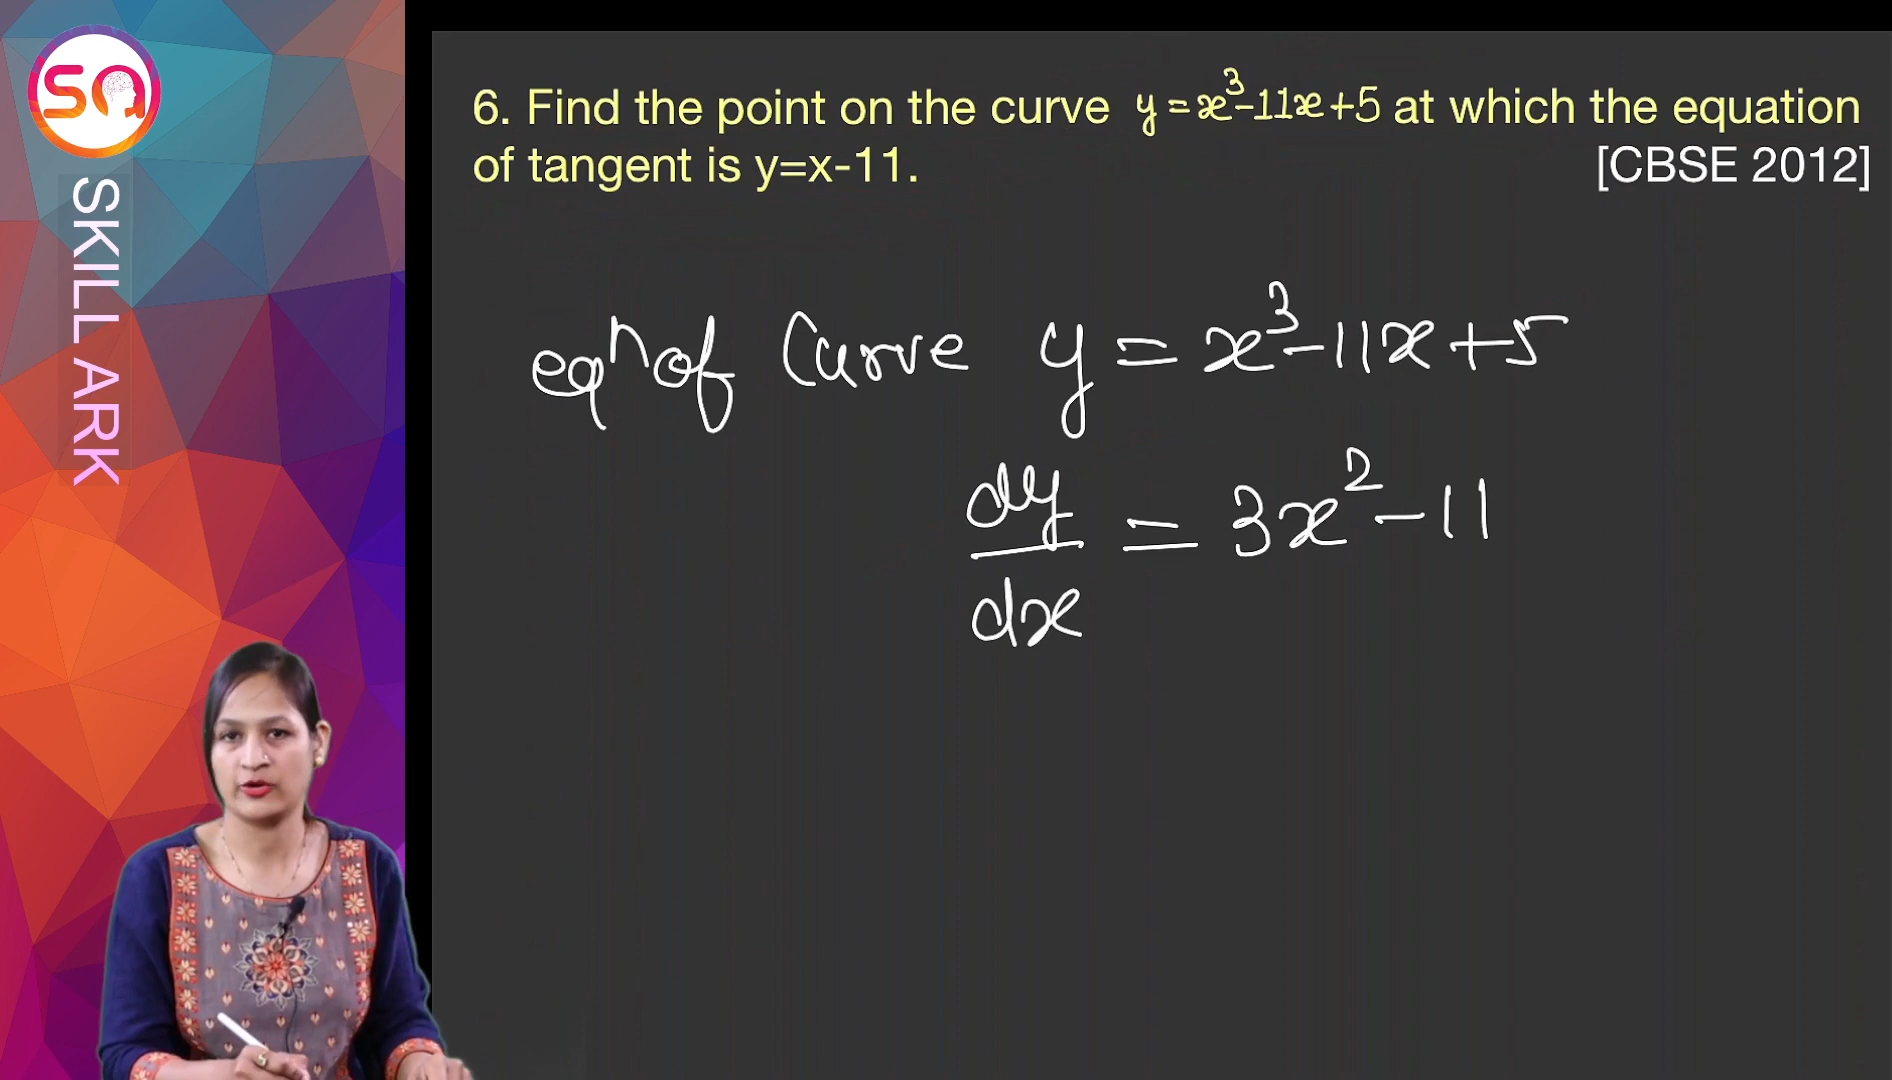 SA
SKILL ARK
6. Find the point on the curve y=x³-11x+5 at which the equation
of tangent is y=x-11. [CBSE 2012]
eqⁿ of Curve y = x³-11x+5
dy/dx = 3x²-11